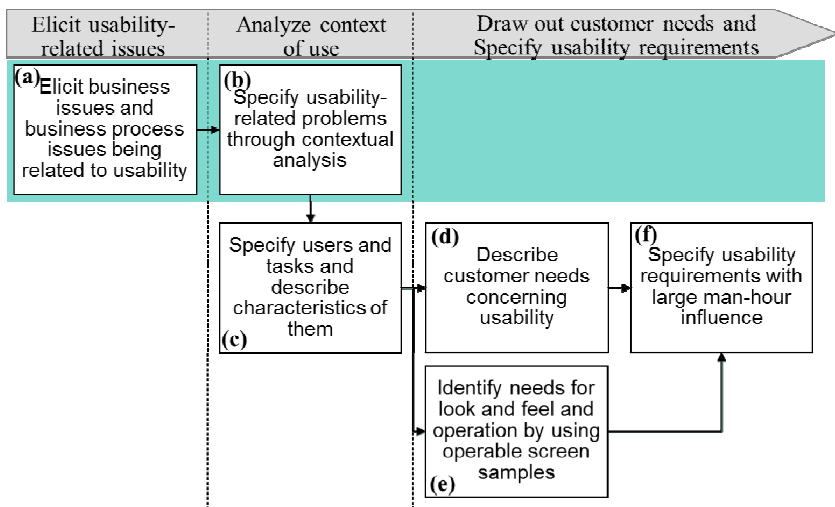 Elicit usability-
related issues
Analyze context
of use
Draw out customer needs and
Specify usability requirements
(a)
Elicit business
issues and
business process
issues being
related to usability
(b)
Specify usability-
related problems
through contextual
analysis
Specify users and
tasks and
describe
characteristics of
them
(c)
(d)
Describe
customer needs
concerning
usability
(f)
Specify usability
requirements with
large man-hour
influence
Identify needs for
look and feel and
operation by using
operable screen
samples
(e)